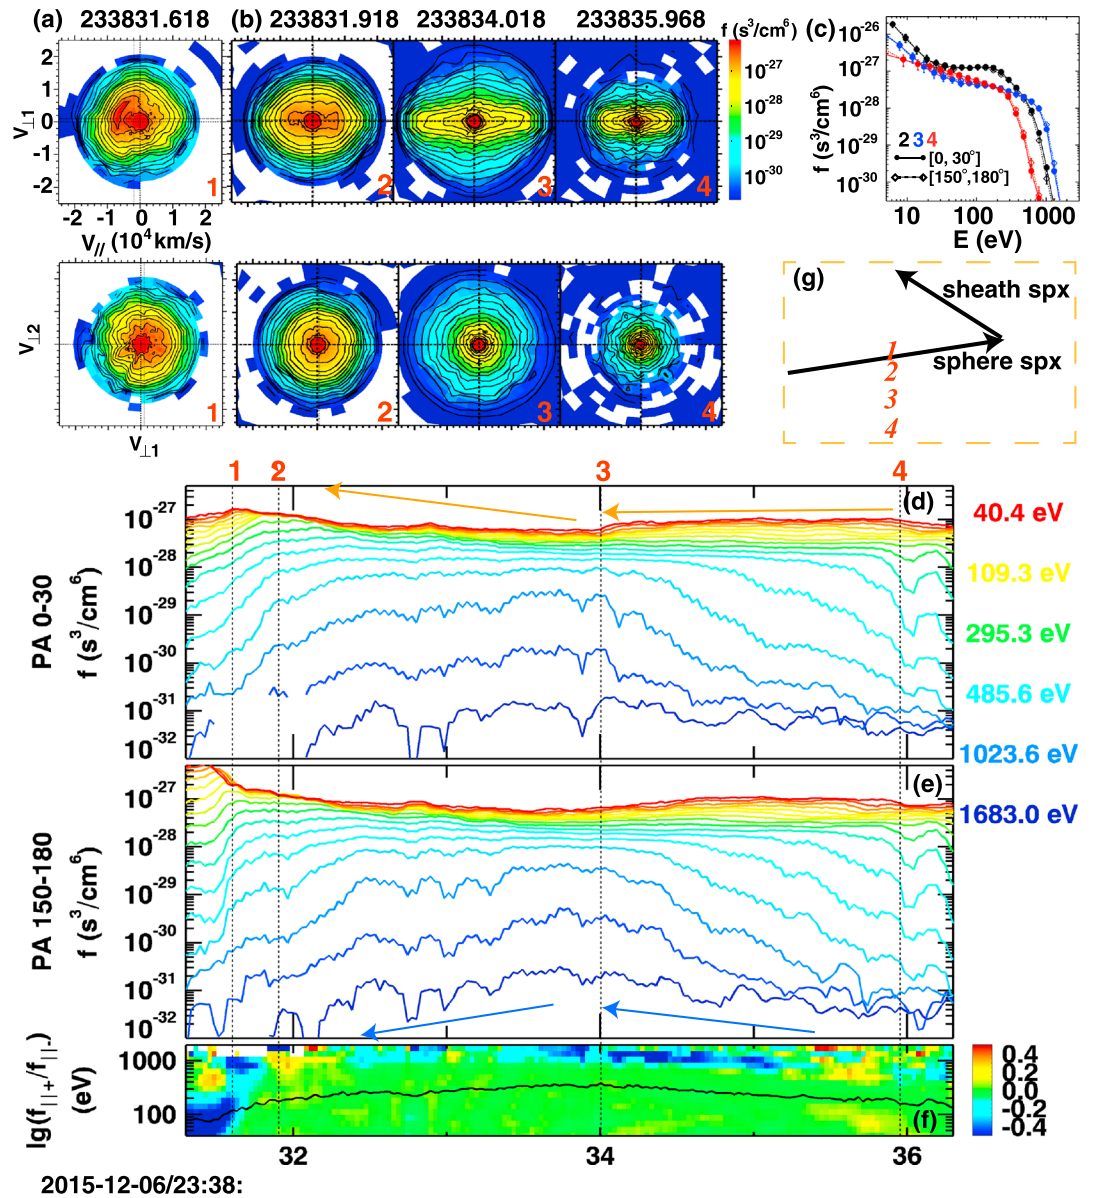 (a) 233831.618 (b) 233831.918 233834.018 233835.968 f (s³/cm⁶) (c)
V⊥1
2
1
0
-1
-2
1 2 3 4
10⁻²⁷
10⁻²⁸
10⁻²⁹
10⁻³⁰
-2 -1 0 1 2
V// (10⁴ km/s)
f (s³/cm⁶)
10⁻²⁶
10⁻²⁷
10⁻²⁸
10⁻²⁹
10⁻³⁰
2 3 4
[0, 30°]
[150°,180°]
10 100 1000
E (eV)
V⊥2
1 2 3 4
V⊥1
(g)
sheath spx
sphere spx
1
2
3
4
1 2 3 4
(d)
PA 0-30
f (s³/cm⁶)
10⁻²⁷
10⁻²⁸
10⁻²⁹
10⁻³⁰
10⁻³¹
10⁻³²
40.4 eV
109.3 eV
295.3 eV
485.6 eV
1023.6 eV
1683.0 eV
(e)
PA 150-180
f (s³/cm⁶)
10⁻²⁷
10⁻²⁸
10⁻²⁹
10⁻³⁰
10⁻³¹
10⁻³²
lg(f||+/f||-)
(eV)
1000
100
(f)
0.4
0.2
0.0
-0.2
-0.4
32 34 36
2015-12-06/23:38: